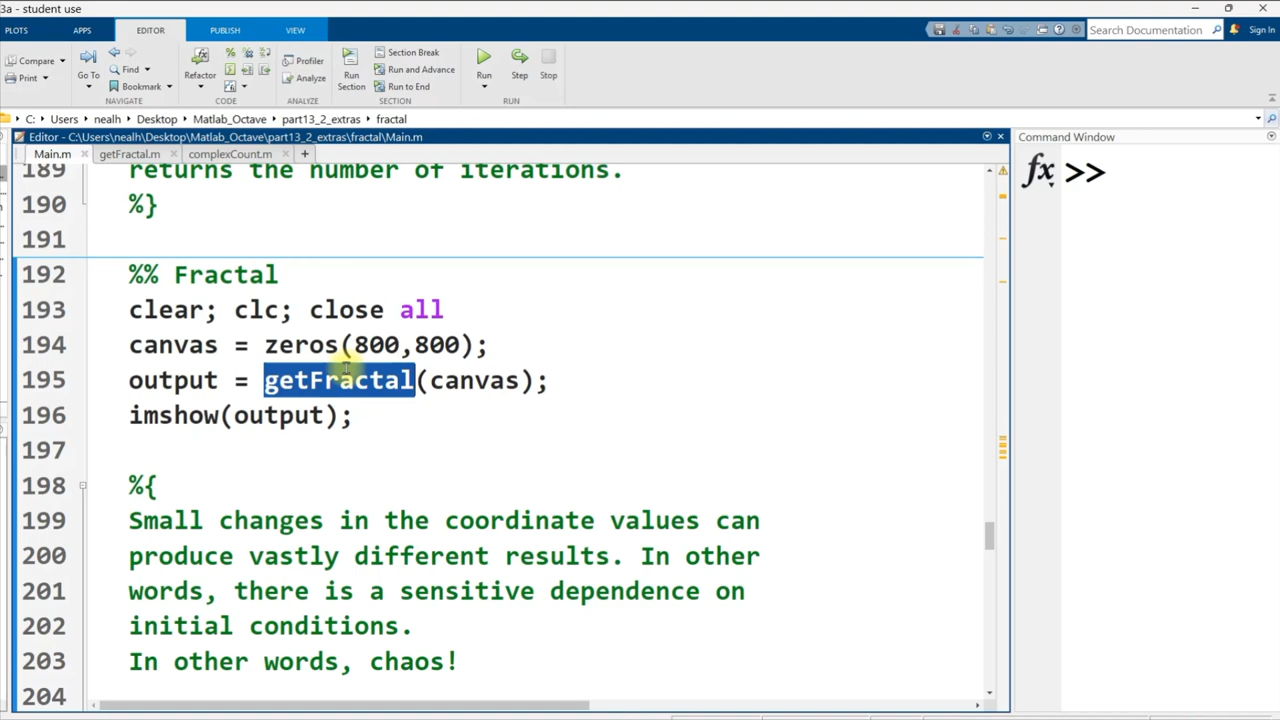 3a - student use
PLOTS APPS EDITOR PUBLISH VIEW
Search Documentation
Sign In
Compare
Print
Go To
Find
Bookmark
NAVIGATE
Refactor
CODE
Profiler
Analyze
ANALYZE
Run Section
Section Break
Run and Advance
Run to End
SECTION
Run
Step
Stop
RUN
C: Users nealh Desktop Matlab_Octave part13_2_extras fractal
Editor - C:\Users\nealh\Desktop\Matlab_Octave\part13_2_extras\fractal\Main.m
Command Window
Main.m getFractal.m complexCount.m
fx >>
189 returns the number of iterations.
190 %}
191
192 %% Fractal
193 clear; clc; close all
194 canvas = zeros(800,800);
195 output = getFractal(canvas);
196 imshow(output);
197
198 %{
199 Small changes in the coordinate values can
200 produce vastly different results. In other
201 words, there is a sensitive dependence on
202 initial conditions.
203 In other words, chaos!
204